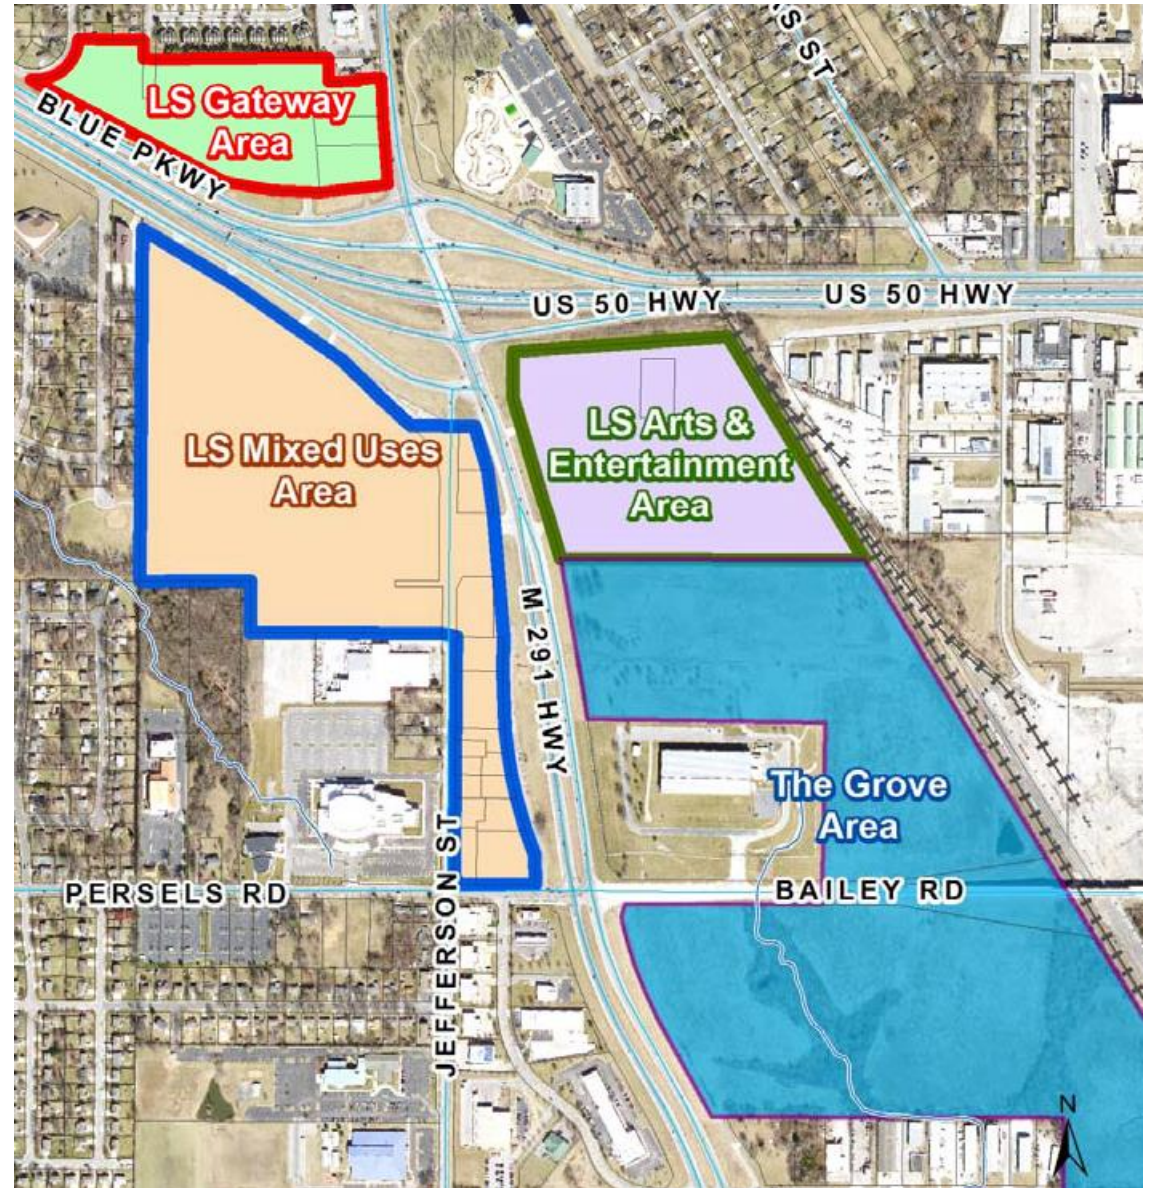 LS Gateway
Area
BLUE PKWY
US 50 HWY
US 50 HWY
LS Mixed Uses
Area
LS Arts &
Entertainment
Area
M 291 HWY
The Grove
Area
PERSELS RD
BAILEY RD
JEFFERSON ST
N